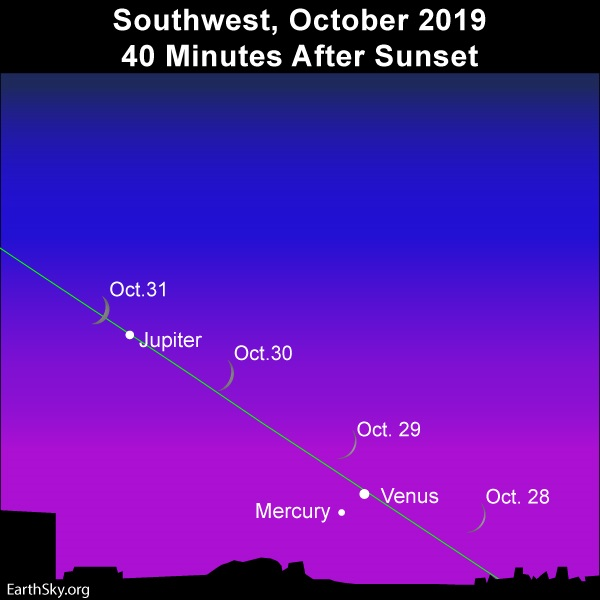 Southwest, October 2019
40 Minutes After Sunset
Oct.31
Jupiter
Oct.30
Oct. 29
Venus
Oct. 28
Mercury
EarthSky.org